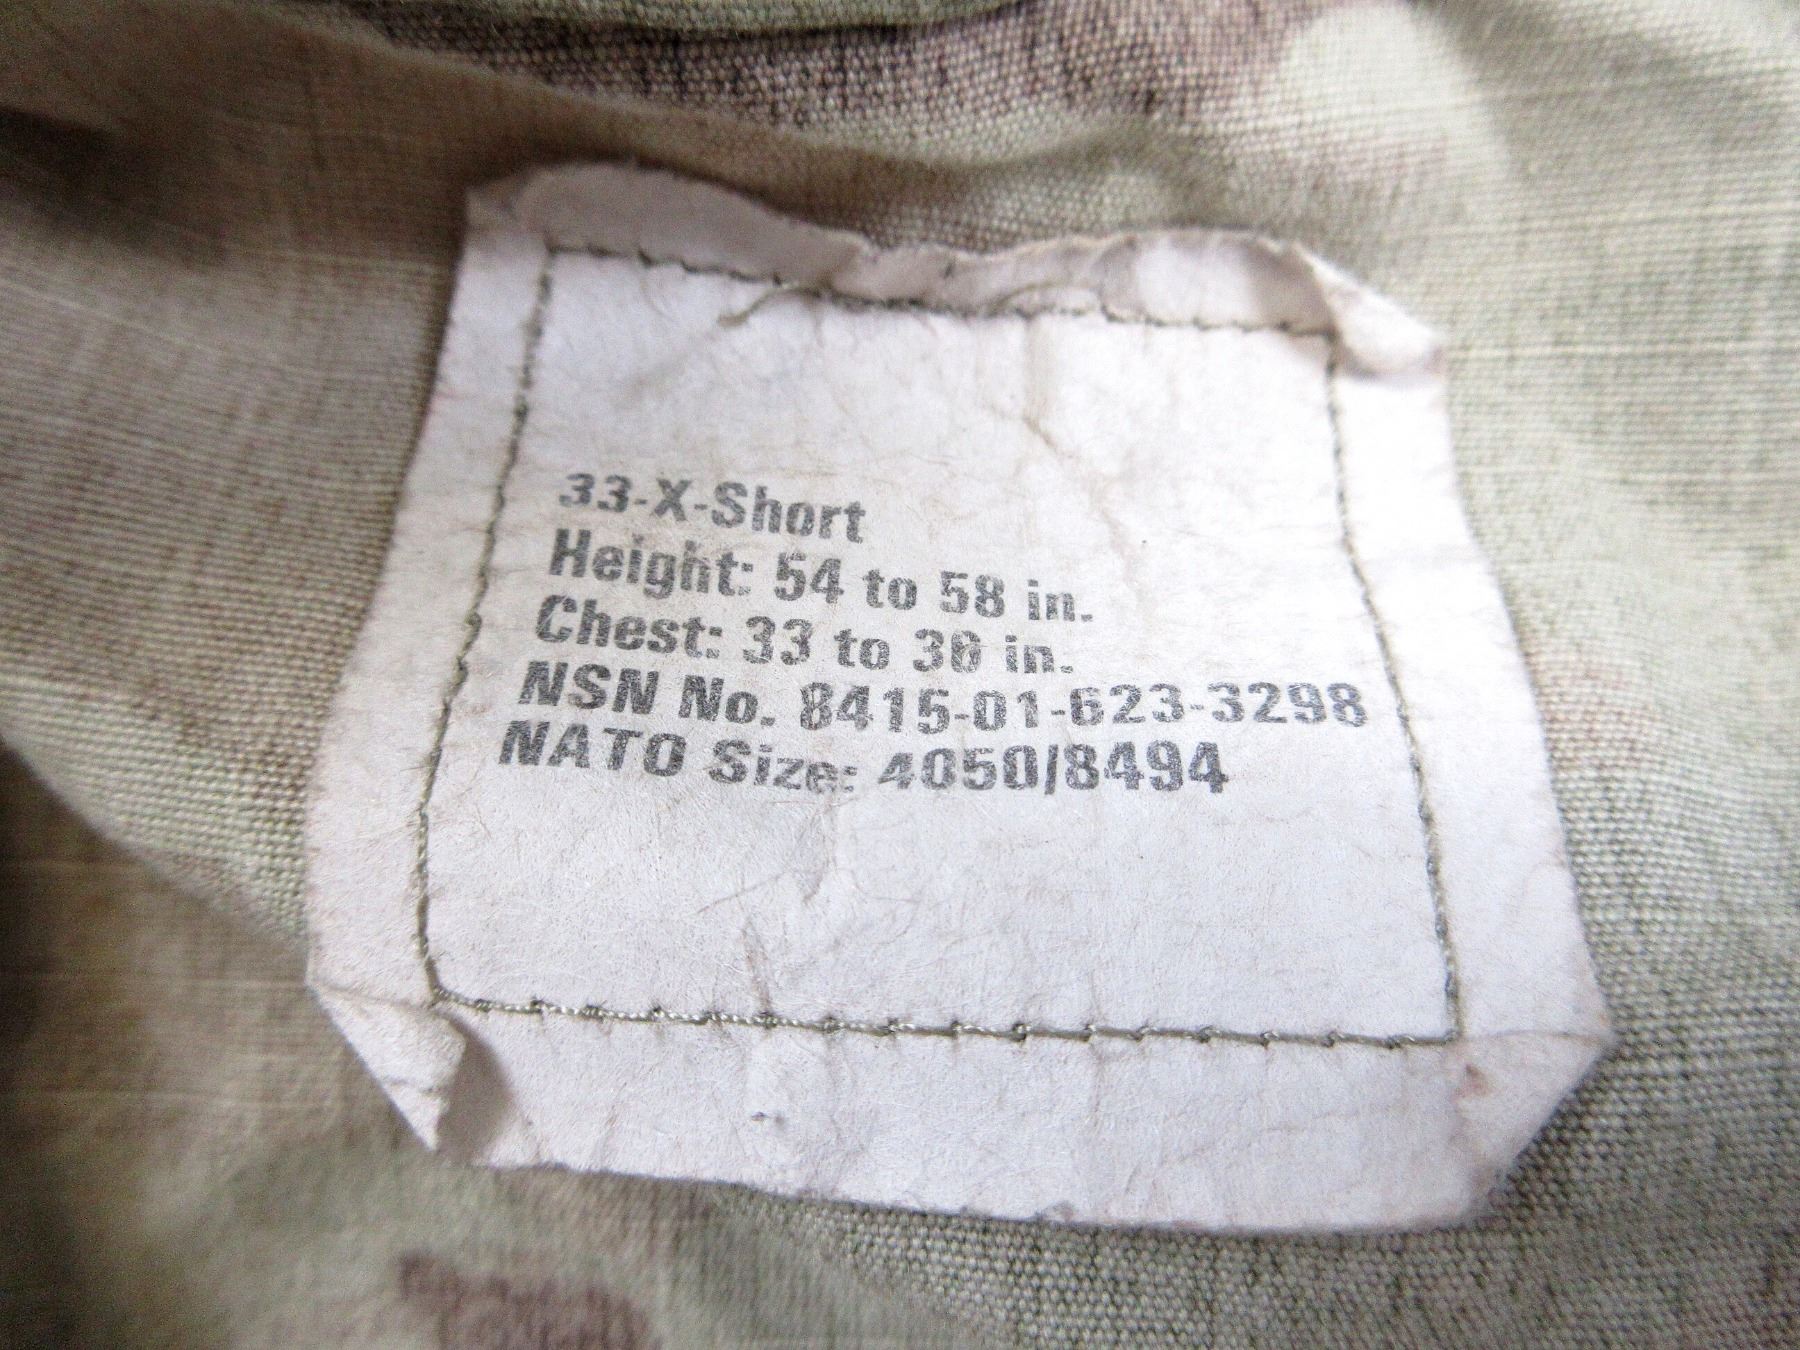 33-X-Short
Height: 54 to 58 in.
Chest: 33 to 36 in.
NSN No. 8415-01-623-3298
NATO Size: 4050/8494